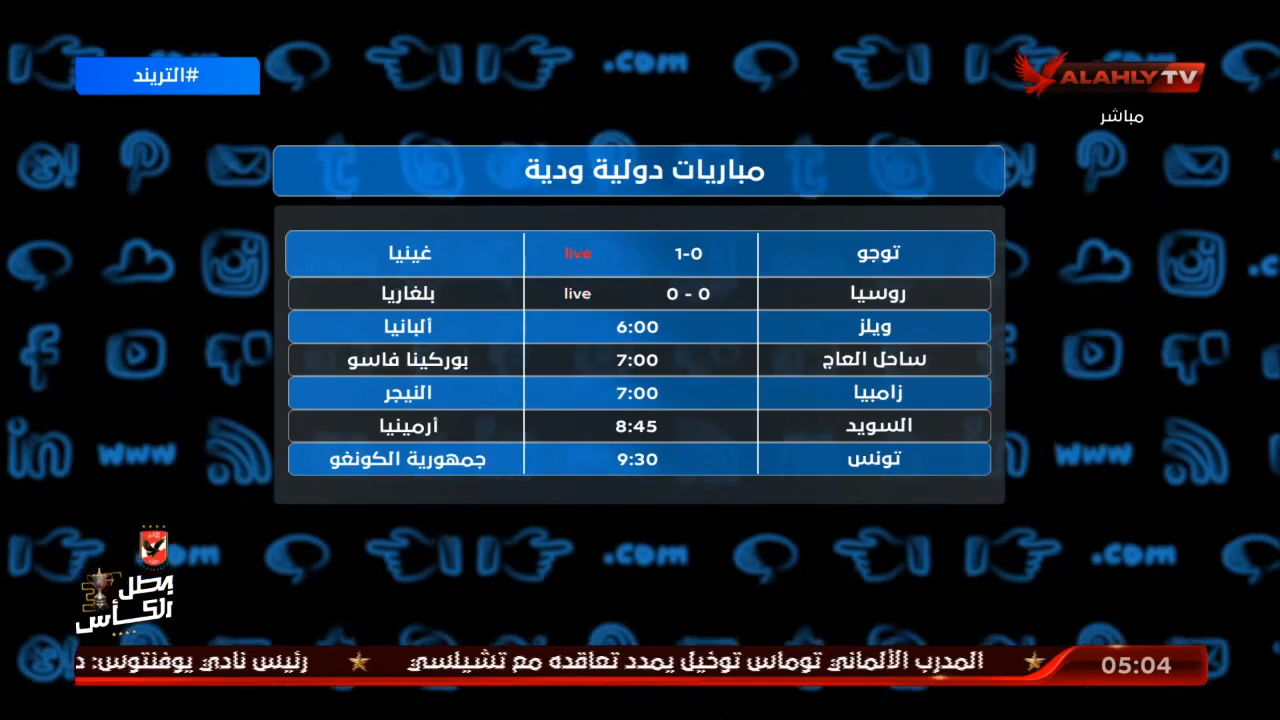 #التريند
ALAHLY TV
مباشر
مباريات دولية ودية
توجو 1-0 live غينيا
روسيا 0 - 0 live بلغاريا
ويلز 6:00 ألبانيا
ساحل العاج 7:00 بوركينا فاسو
زامبيا 7:00 النيجر
السويد 8:45 أرمينيا
تونس 9:30 جمهورية الكونغو
بطل
الكأس
05:04 المدرب الألماني توماس توخيل يمدد تعاقده مع تشيلسي رئيس نادي يوفنتوس: د